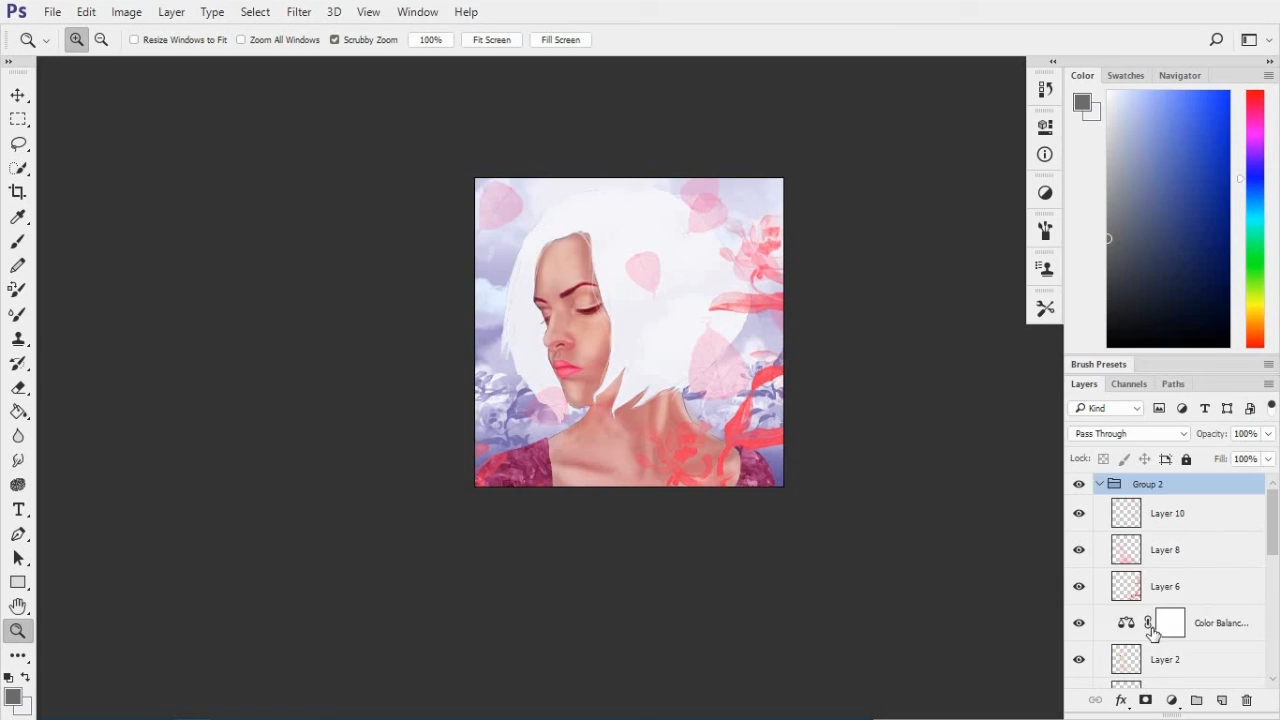 Ps File Edit Image Layer Type Select Filter 3D View Window Help
Resize Windows to Fit Zoom All Windows Scrubby Zoom 100% Fit Screen Fill Screen
Color Swatches Navigator
Brush Presets
Layers Channels Paths
Kind T
Pass Through Opacity: 100%
Lock: Fill: 100%
Group 2
Layer 10
Layer 8
Layer 6
Color Balanc...
Layer 2
fx